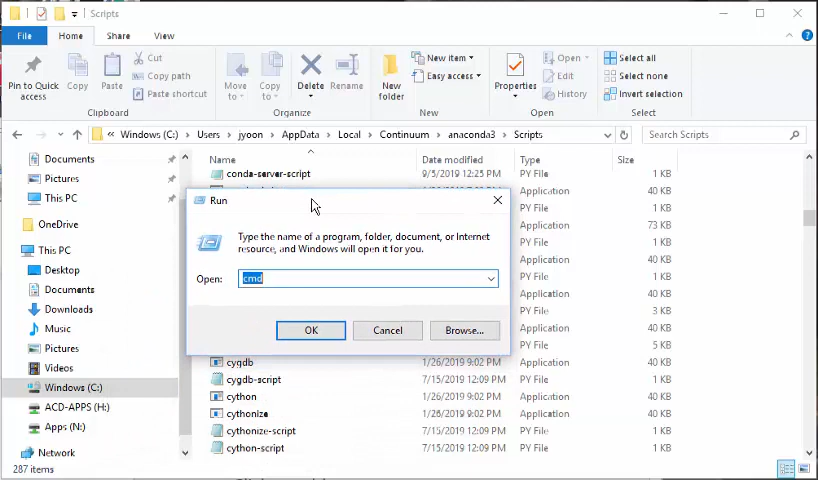 Scripts
File Home Share View
Pin to Quick access
Copy
Paste
Cut
Copy path
Paste shortcut
Clipboard
Move to
Copy to
Delete
Rename
Organize
New folder
New item
Easy access
New
Properties
Open
Edit
History
Open
Select all
Select none
Invert selection
Select
« Windows (C:) › Users › jyoon › AppData › Local › Continuum › anaconda3 › Scripts
Search Scripts
Documents
Pictures
This PC
OneDrive
This PC
Desktop
Documents
Downloads
Music
Pictures
Videos
Windows (C:)
ACD-APPS (H:)
Apps (N:)
Network
Name Date modified Type Size
conda-server-script 9/5/2019 12:25 PM PY File 1 KB
Application 40 KB
PY File 1 KB
Application 73 KB
PY File 1 KB
Application 40 KB
PY File 1 KB
Application 40 KB
PY File 3 KB
Application 40 KB
PY File 5 KB
cygdb 1/26/2019 9:02 PM Application 40 KB
cygdb-script 7/15/2019 12:09 PM PY File 1 KB
cython 1/26/2019 9:02 PM Application 40 KB
cythonize 1/26/2019 9:02 PM Application 40 KB
cythonize-script 7/15/2019 12:09 PM PY File 1 KB
cython-script 7/15/2019 12:09 PM PY File 1 KB
Run
Type the name of a program, folder, document, or Internet
resource, and Windows will open it for you.
Open: cmd
OK Cancel Browse...
287 items